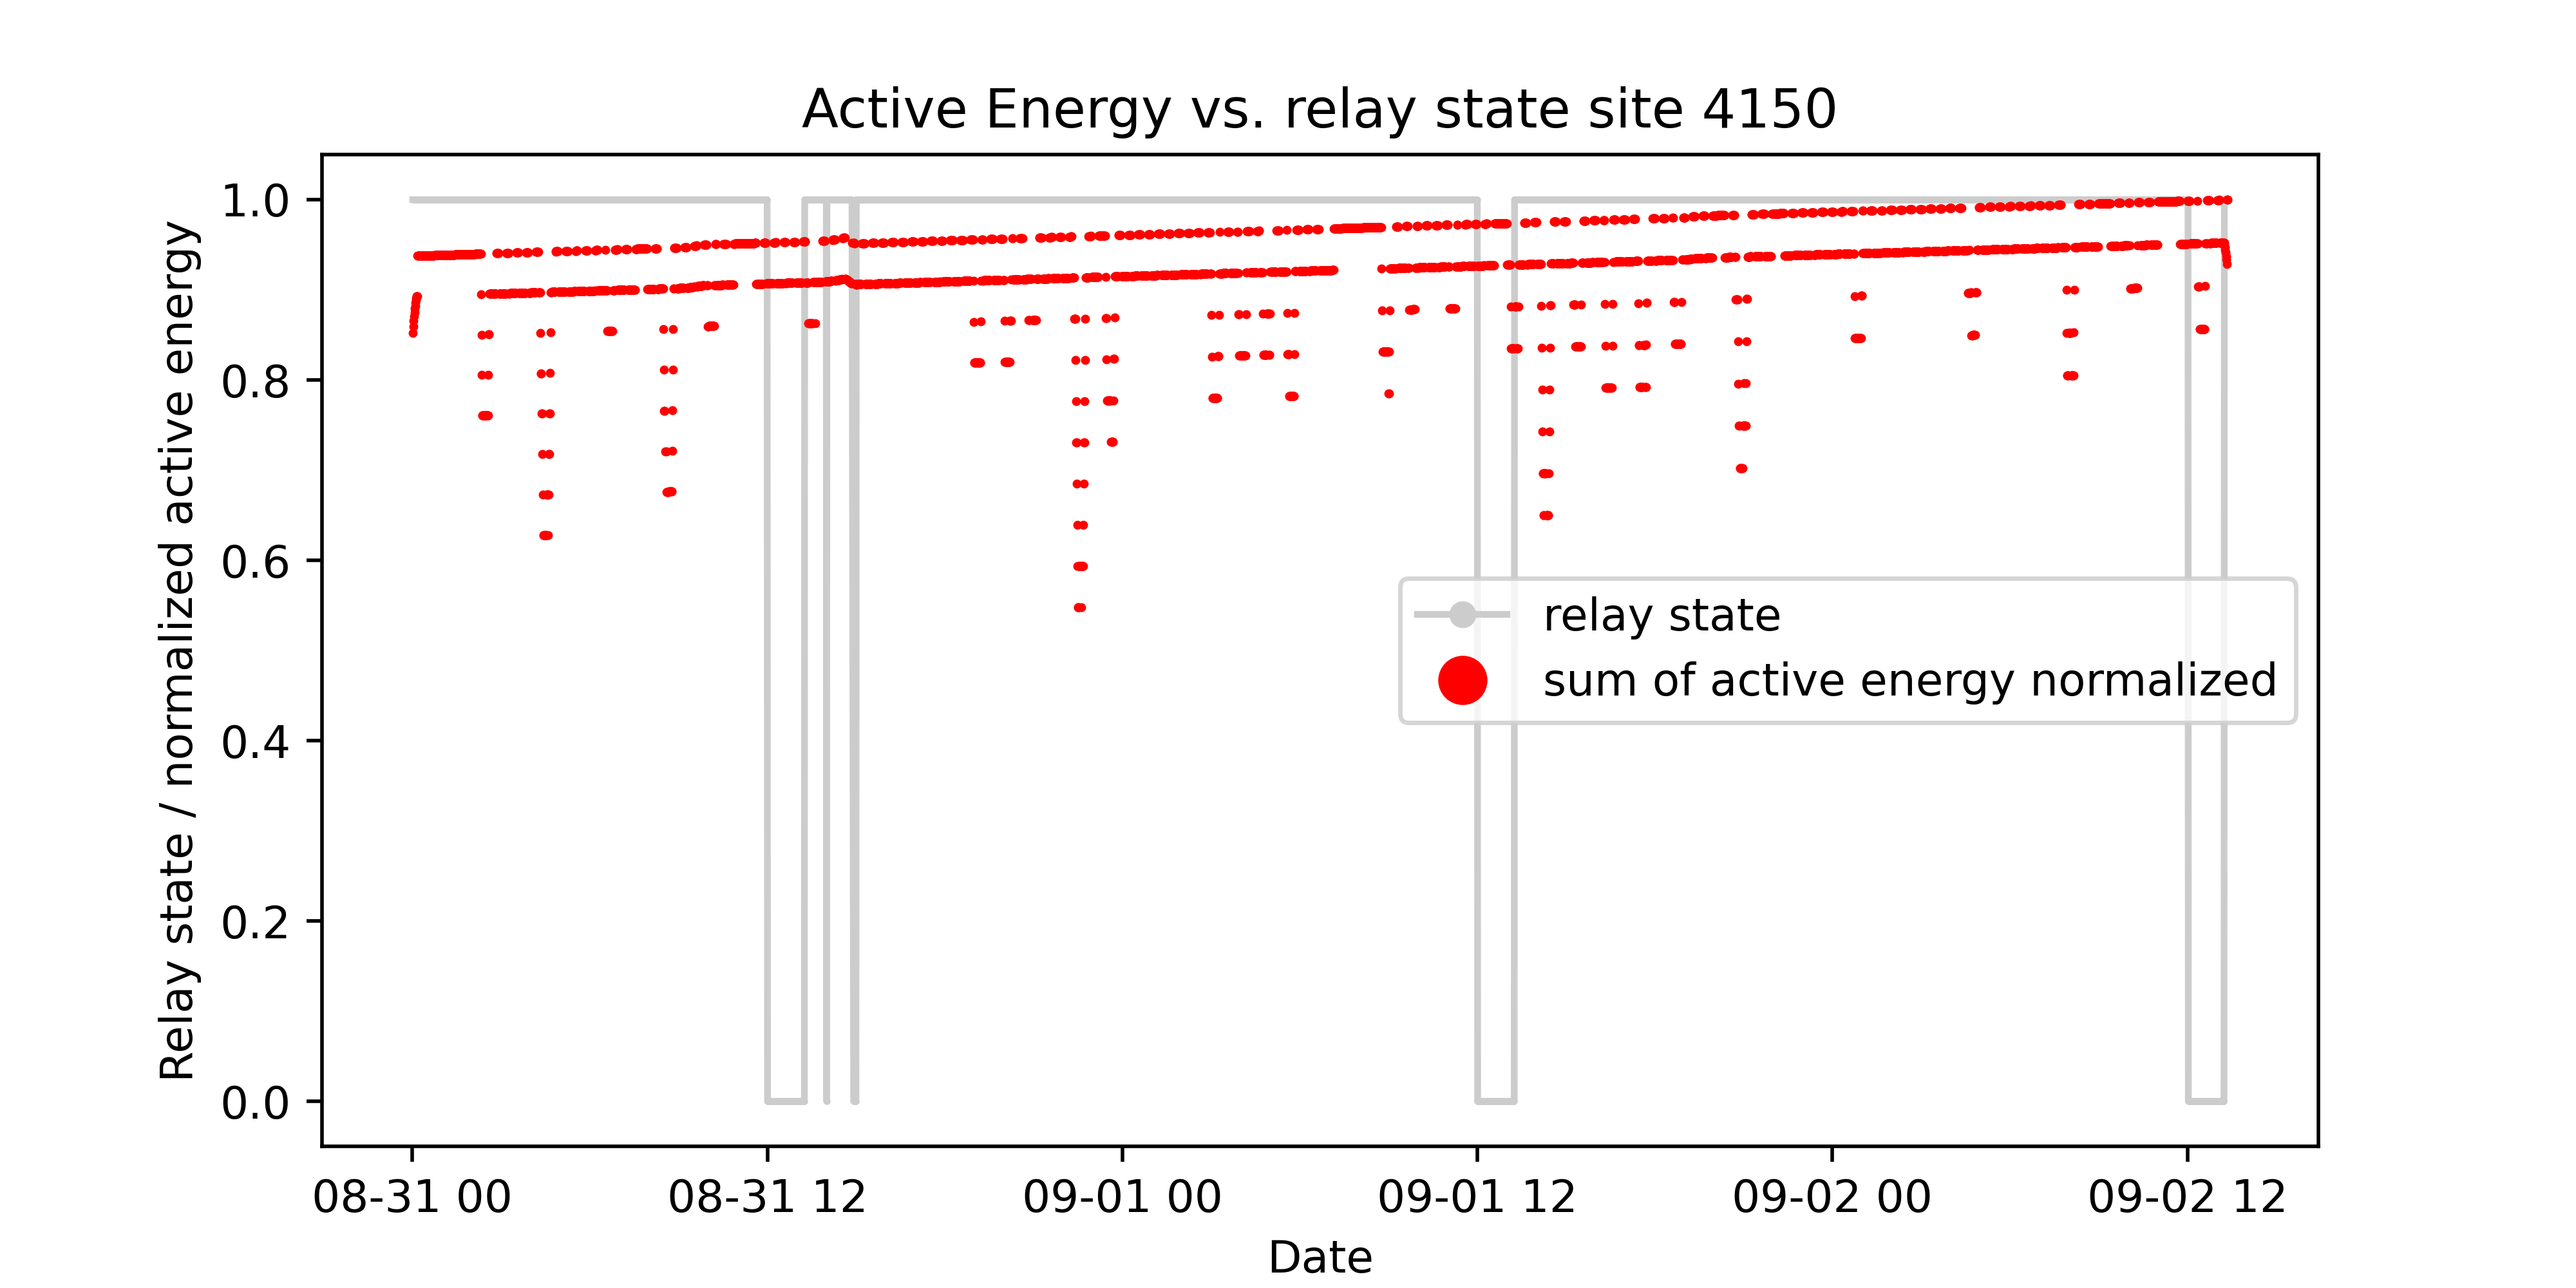 Active Energy vs. relay state site 4150
Relay state / normalized active energy
1.0
0.8
0.6
0.4
0.2
0.0
relay state
sum of active energy normalized
08-31 00
08-31 12
09-01 00
09-01 12
09-02 00
09-02 12
Date